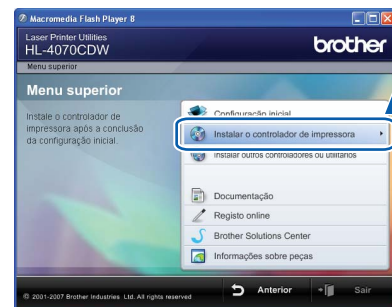 Macromedia Flash Player 8
Laser Printer Utilities
HL-4070CDW
brother
Menu superior
Menu superior
Instale o controlador de
impressora após a conclusão
da configuração inicial.
Configuração inicial
Instalar o controlador de impressora
Instalar outros controladores ou utilitários
Documentação
Registo online
Brother Solutions Center
Informações sobre peças
© 2001-2007 Brother Industries Ltd. All rights reserved
Anterior
Sair